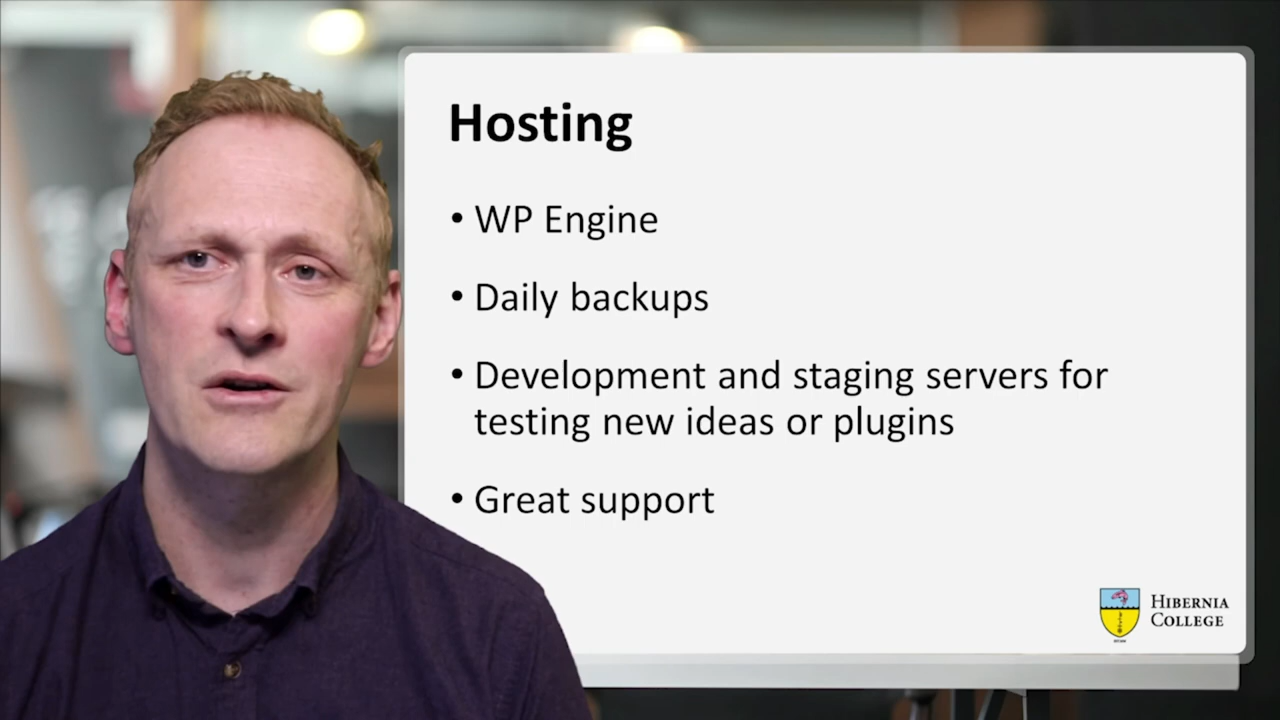 Hosting
• WP Engine
• Daily backups
• Development and staging servers for
testing new ideas or plugins
• Great support
HIBERNIA
COLLEGE